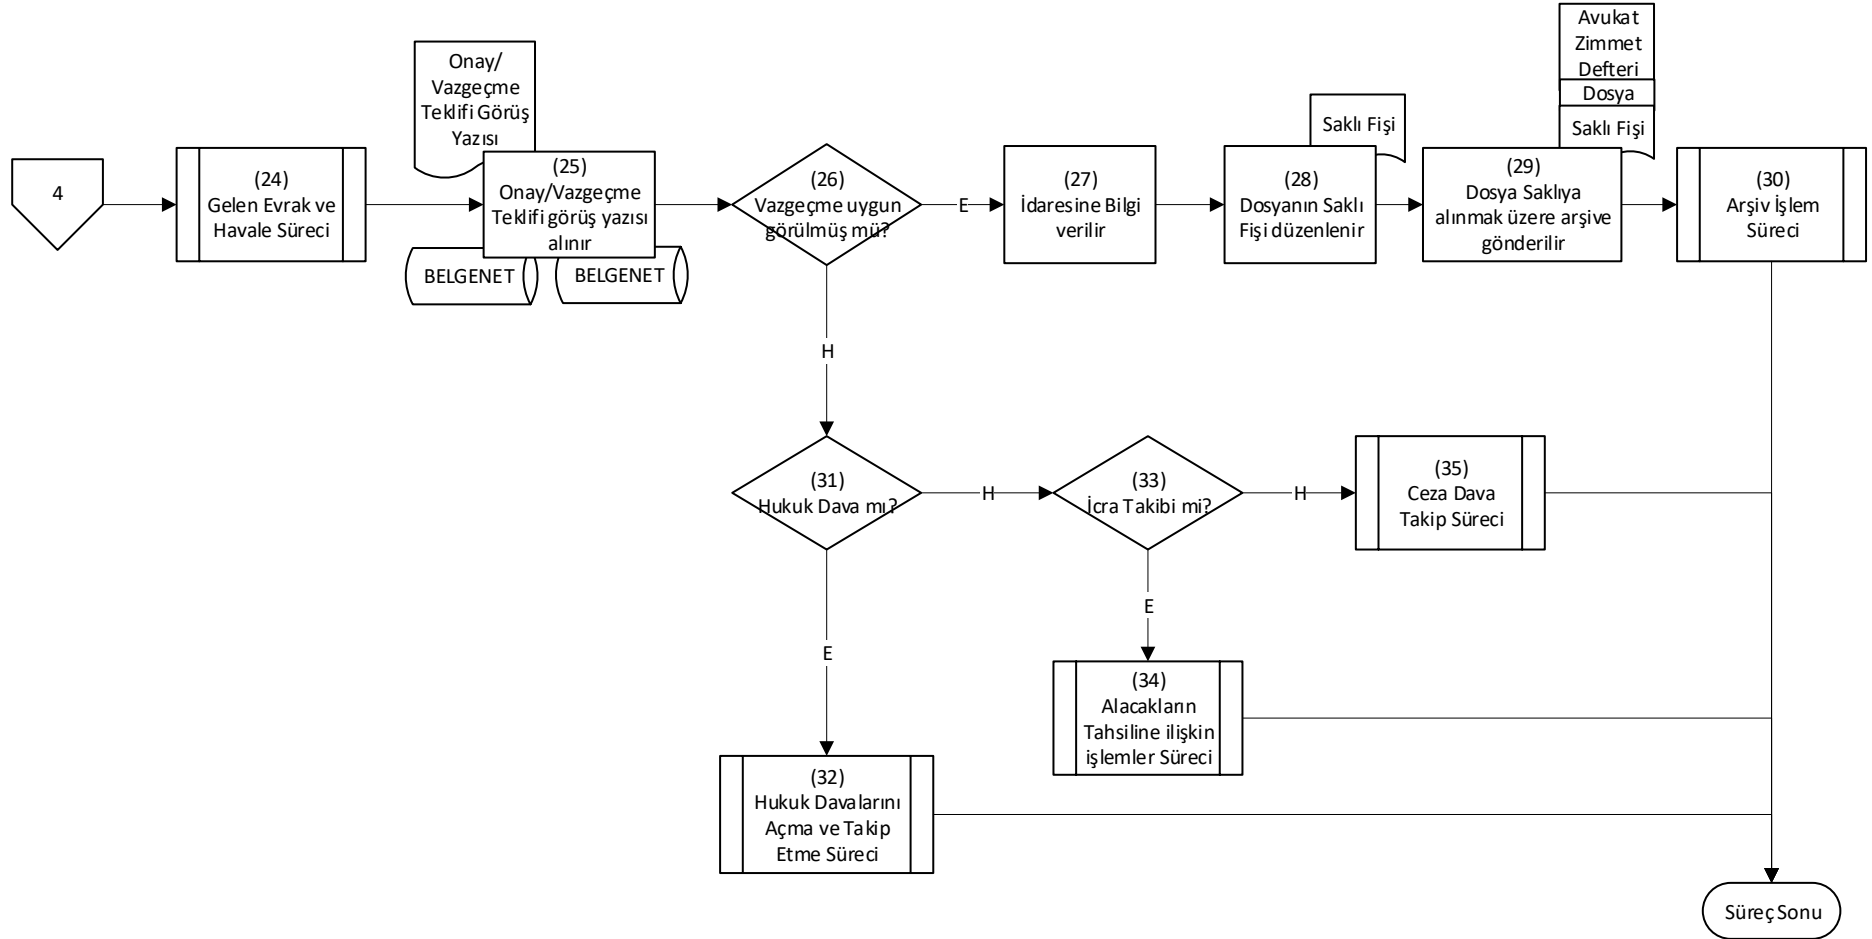 4
(24)
Gelen Evrak ve
Havale Süreci
Onay/
Vazgeçme
Teklifi Görüş
Yazısı
(25)
Onay/Vazgeçme
Teklifi görüş yazısı
alınır
BELGENET
BELGENET
(26)
Vazgeçme uygun
görülmüş mü?
E
(27)
İdaresine Bilgi
verilir
Saklı Fişi
(28)
Dosyanın Saklı
Fişi düzenlenir
Avukat
Zimmet
Defteri
Dosya
Saklı Fişi
(29)
Dosya Saklıya
alınmak üzere arşive
gönderilir
(30)
Arşiv İşlem
Süreci
H
(31)
Hukuk Dava mı?
H
(33)
İcra Takibi mi?
H
(35)
Ceza Dava
Takip Süreci
E
E
(34)
Alacakların
Tahsiline ilişkin
işlemler Süreci
(32)
Hukuk Davalarını
Açma ve Takip
Etme Süreci
Süreç Sonu